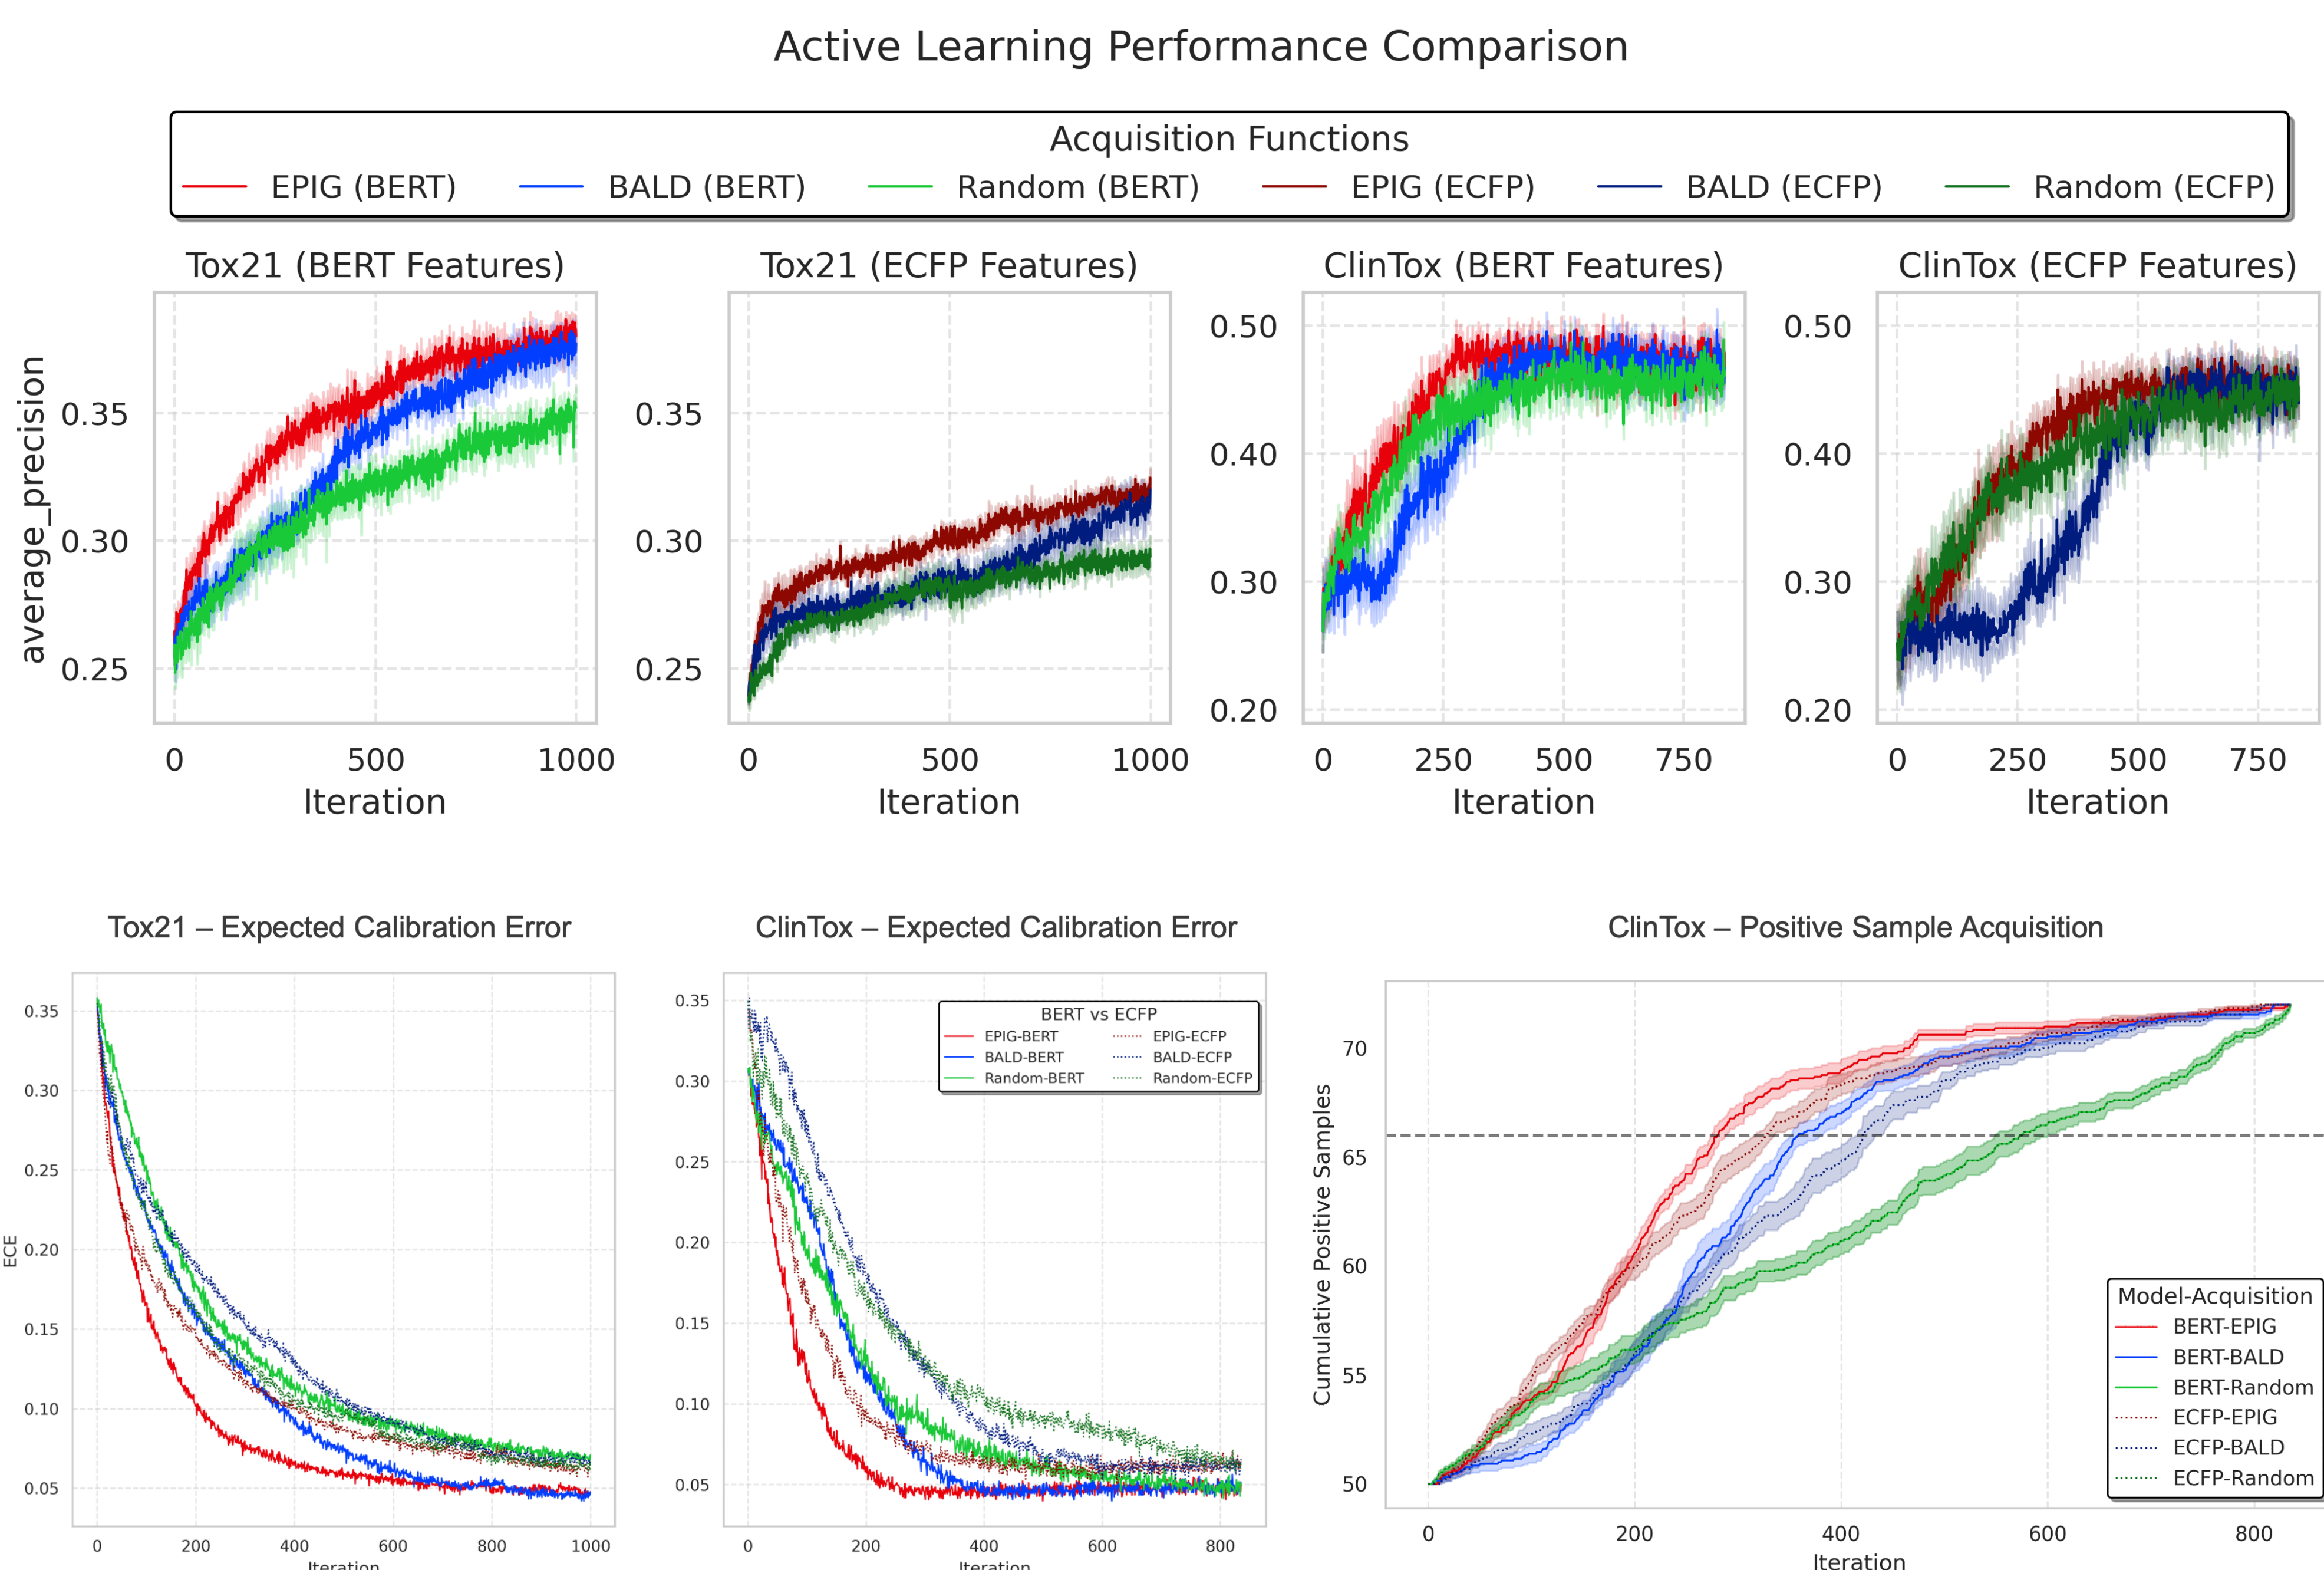 Active Learning Performance Comparison
Acquisition Functions
EPIG (BERT) BALD (BERT) Random (BERT) EPIG (ECFP) BALD (ECFP) Random (ECFP)
Tox21 (BERT Features) Tox21 (ECFP Features) ClinTox (BERT Features) ClinTox (ECFP Features)
average_precision
0.35
0.30
0.25
0 500 1000
Iteration
0.35
0.30
0.25
0 500 1000
Iteration
0.50
0.40
0.30
0.20
0 250 500 750
Iteration
0.50
0.40
0.30
0.20
0 250 500 750
Iteration
Tox21 – Expected Calibration Error
ECE
0.35
0.30
0.25
0.20
0.15
0.10
0.05
0 200 400 600 800 1000
Iteration
ClinTox – Expected Calibration Error
0.35
0.30
0.25
0.20
0.15
0.10
0.05
BERT vs ECFP
EPIG-BERT EPIG-ECFP
BALD-BERT BALD-ECFP
Random-BERT Random-ECFP
0 200 400 600 800
Iteration
ClinTox – Positive Sample Acquisition
Cumulative Positive Samples
70
65
60
55
50
Model-Acquisition
BERT-EPIG
BERT-BALD
BERT-Random
ECFP-EPIG
ECFP-BALD
ECFP-Random
0 200 400 600 800
Iteration